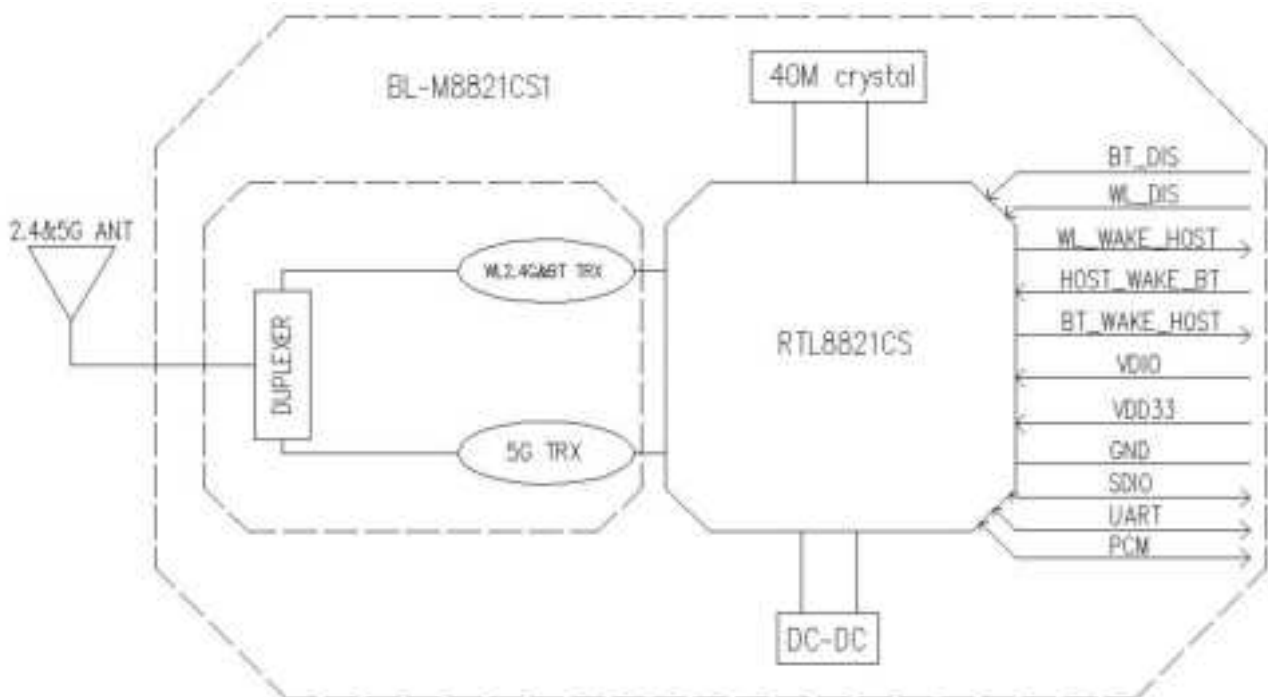 BL-M8821CS1
40M crystal
BT_DIS
WL_DIS
2.4&5G ANT
WL2.4G&BT TRX
WL_WAKE_HOST
HOST_WAKE_BT
BT_WAKE_HOST
DUPLEXER
RTL8821CS
VDIO
VDD33
5G TRX
GND
SDIO
UART
PCM
DC-DC